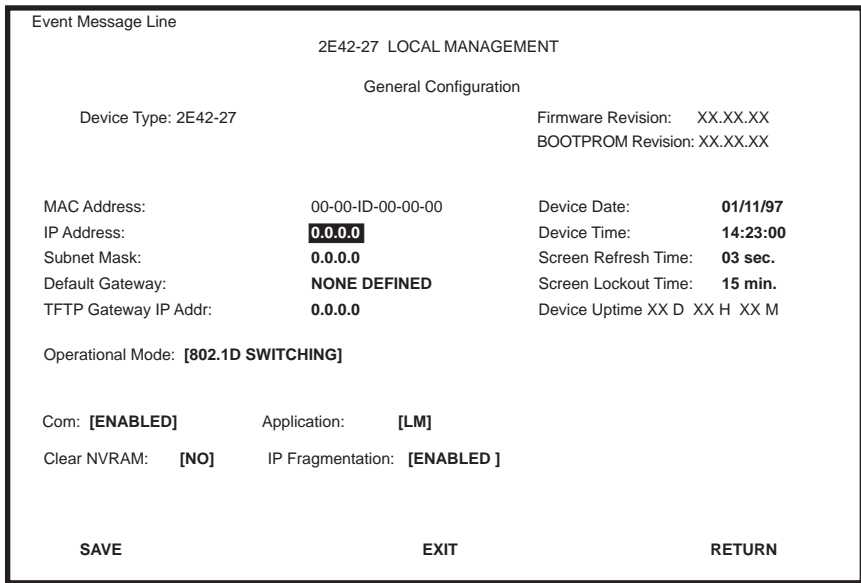 Event Message Line
2E42-27 LOCAL MANAGEMENT
General Configuration
Device Type: 2E42-27 Firmware Revision: XX.XX.XX
BOOTPROM Revision: XX.XX.XX
MAC Address: 00-00-ID-00-00-00 Device Date: 01/11/97
IP Address: 0.0.0.0 Device Time: 14:23:00
Subnet Mask: 0.0.0.0 Screen Refresh Time: 03 sec.
Default Gateway: NONE DEFINED Screen Lockout Time: 15 min.
TFTP Gateway IP Addr: 0.0.0.0 Device Uptime XX D XX H XX M
Operational Mode: [802.1D SWITCHING]
Com: [ENABLED] Application: [LM]
Clear NVRAM: [NO] IP Fragmentation: [ENABLED ]
SAVE EXIT RETURN